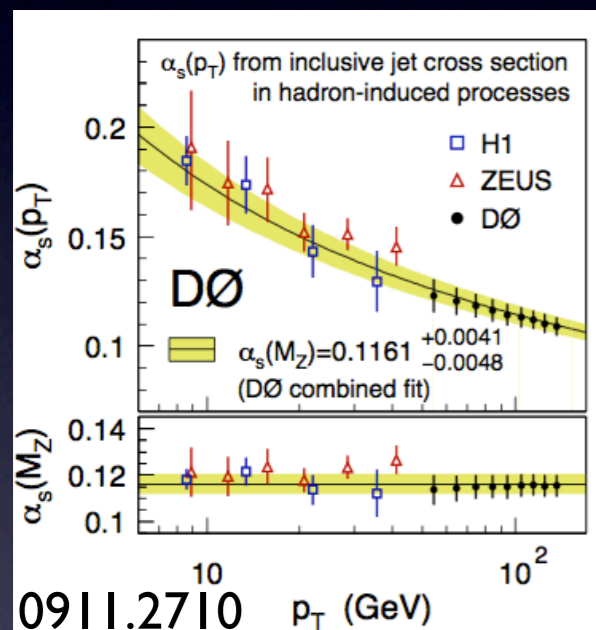 αs(pT) from inclusive jet cross section
in hadron-induced processes
H1
ZEUS
DØ
0.2
0.15
0.1
αs(pT)
DØ
αs(MZ)=0.1161 +0.0041 −0.0048
(DØ combined fit)
0.14
0.12
0.1
αs(MZ)
10
10²
pT (GeV)
0911.2710